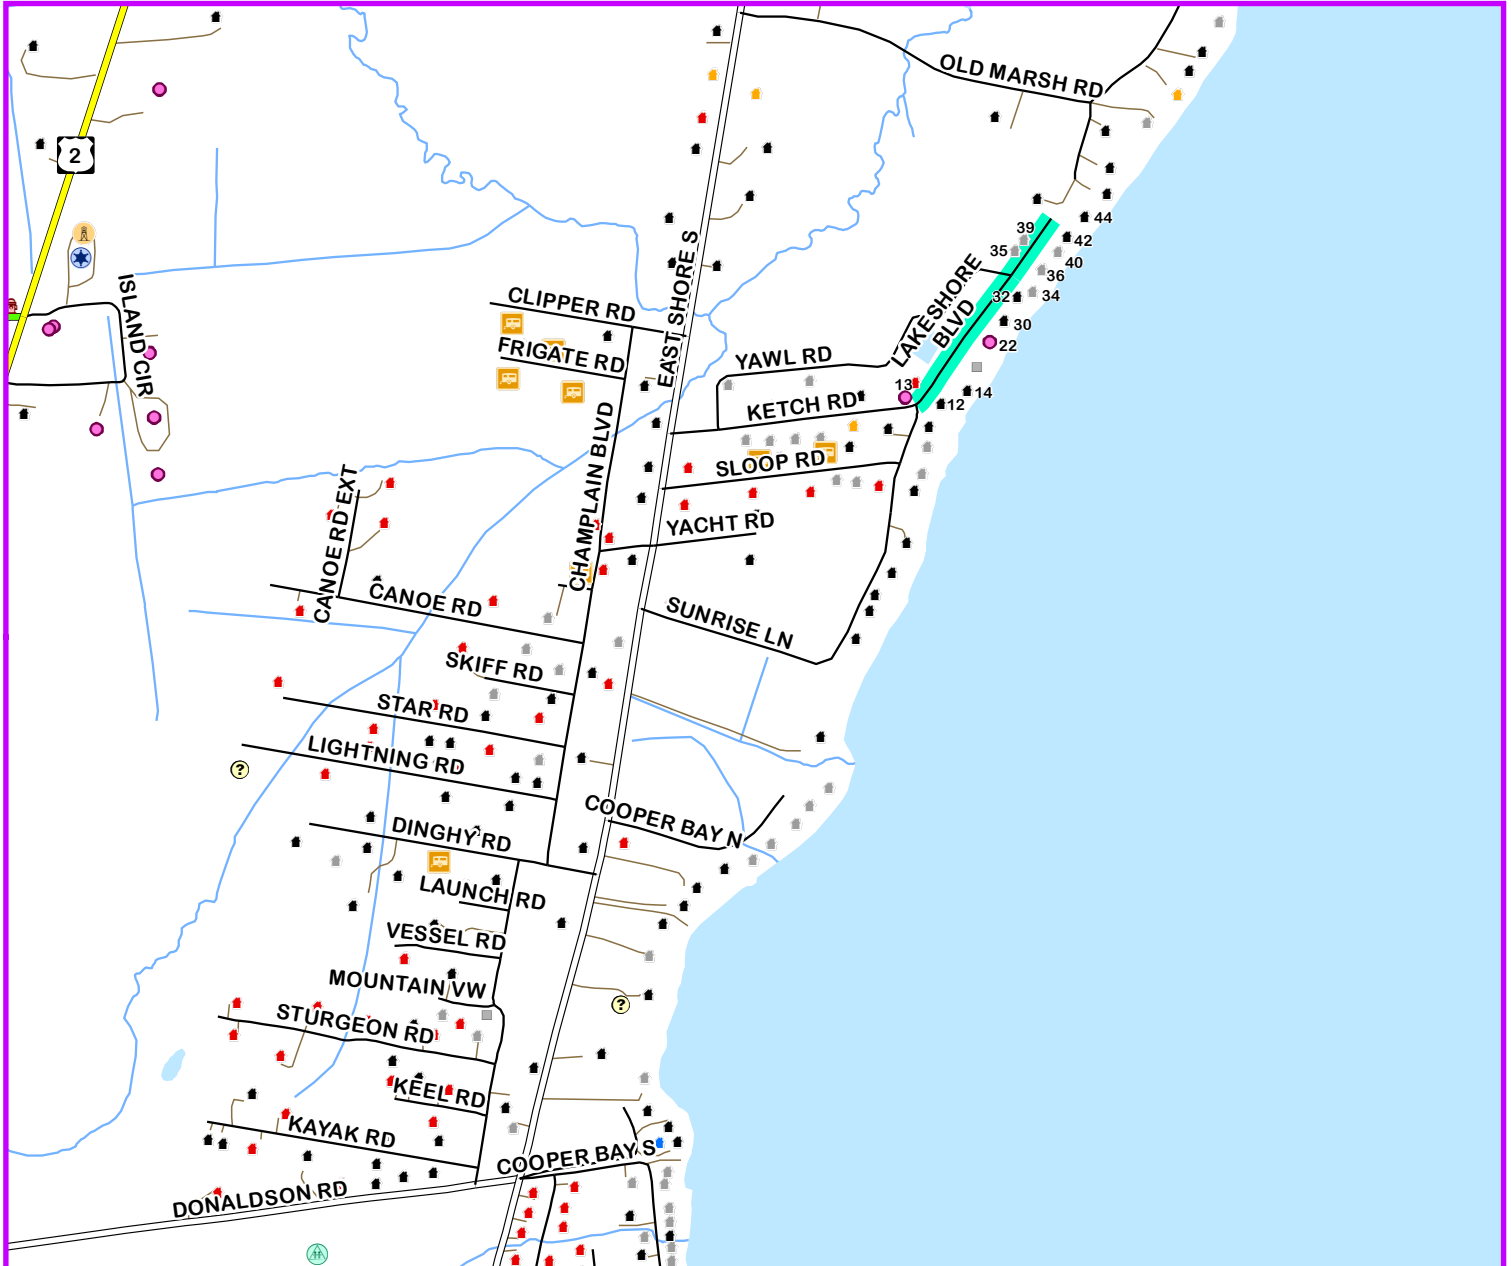 OLD MARSH RD
2
44
39
42
35
40
36
ISLAND CIR
EAST SHORE S
CLIPPER RD
LAKESHORE
BLVD
32
34
30
22
FRIGATE RD
YAWL RD
13
KETCH RD
14
12
CHAMPLAIN BLVD
SLOOP RD
CANOE RD EXT
YACHT RD
CANOE RD
SUNRISE LN
SKIFF RD
STAR RD
LIGHTNING RD
?
COOPER BAY N
DINGHY RD
LAUNCH RD
VESSEL RD
MOUNTAIN VW
?
STURGEON RD
KEEL RD
KAYAK RD
COOPER BAY S
DONALDSON RD